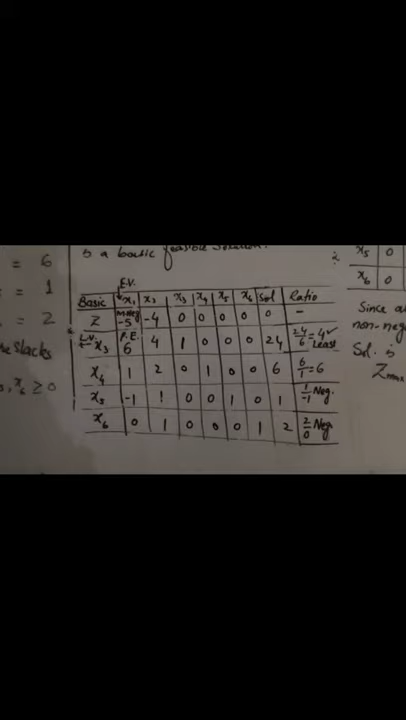 is a basic feasible solution.
= 6
= 1
= 2
slacks
x₆ ≥ 0
E.V.
Basic x₁ x₂ x₃ x₄ x₅ x₆ Sol Ratio
Z -5 -4 0 0 0 0 0 -
L.V. x₃ P.E. 6 4 1 0 0 0 24 24/6 = 4 ✓ Least
x₄ 1 2 0 1 0 0 6 6/1 = 6
x₅ -1 1 0 0 1 0 1 1/-1 Neg.
x₆ 0 1 0 0 0 1 2 2/0 Neg.
x₅ 0
x₆ 0
Since
non-neg
Sol. is
Zmax